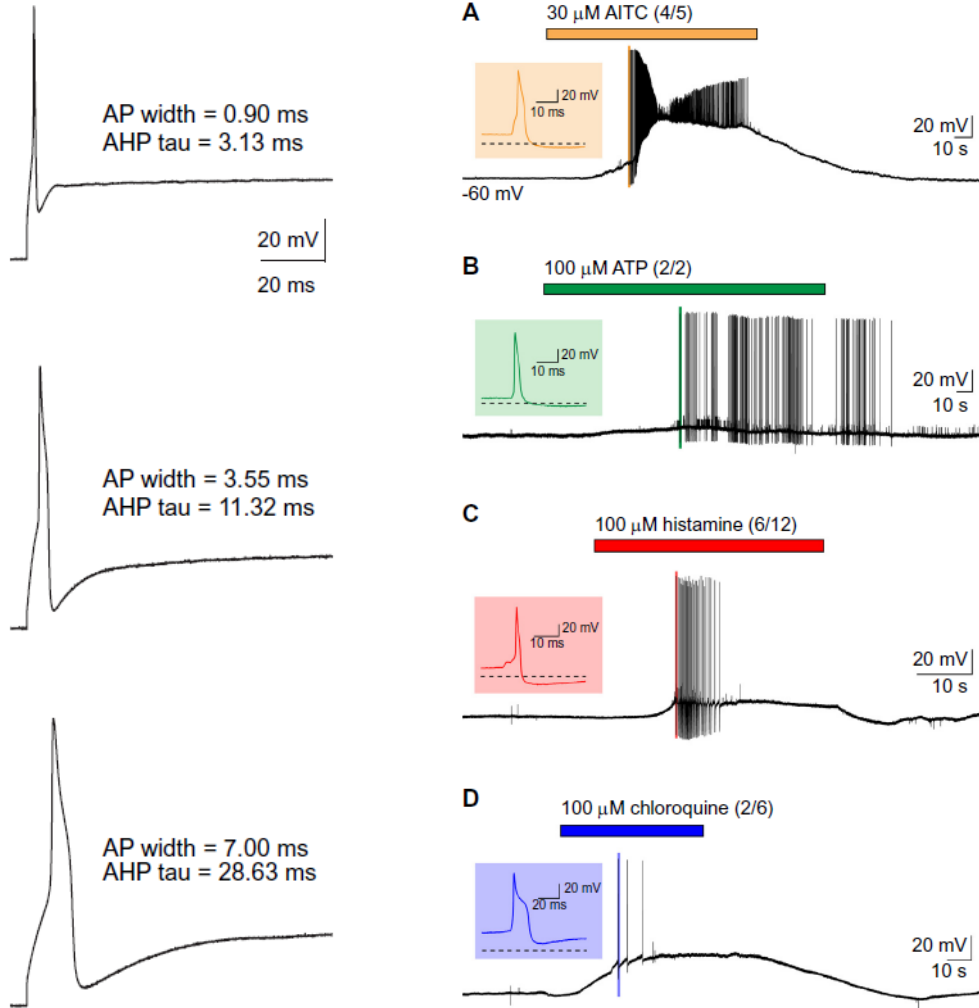 AP width = 0.90 ms
AHP tau = 3.13 ms
20 mV
20 ms
AP width = 3.55 ms
AHP tau = 11.32 ms
AP width = 7.00 ms
AHP tau = 28.63 ms
A
30 μM AITC (4/5)
20 mV
10 ms
20 mV
10 s
-60 mV
B
100 μM ATP (2/2)
20 mV
10 ms
20 mV
10 s
C
100 μM histamine (6/12)
20 mV
10 ms
20 mV
10 s
D
100 μM chloroquine (2/6)
20 mV
20 ms
20 mV
10 s